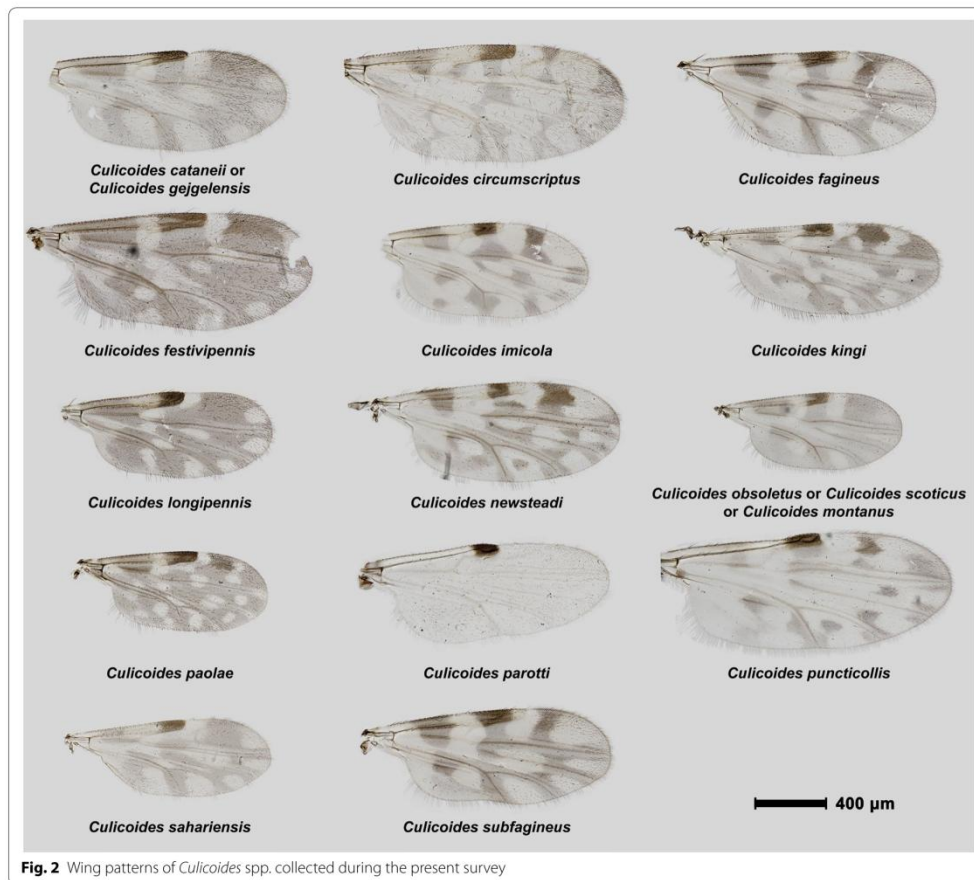 Culicoides cataneii or
Culicoides gejgelensis
Culicoides circumscriptus
Culicoides fagineus
Culicoides festivipennis
Culicoides imicola
Culicoides kingi
Culicoides longipennis
Culicoides newsteadi
Culicoides obsoletus or Culicoides scoticus
or Culicoides montanus
Culicoides paolae
Culicoides parotti
Culicoides puncticollis
Culicoides sahariensis
Culicoides subfagineus
400 µm
Fig. 2 Wing patterns of Culicoides spp. collected during the present survey